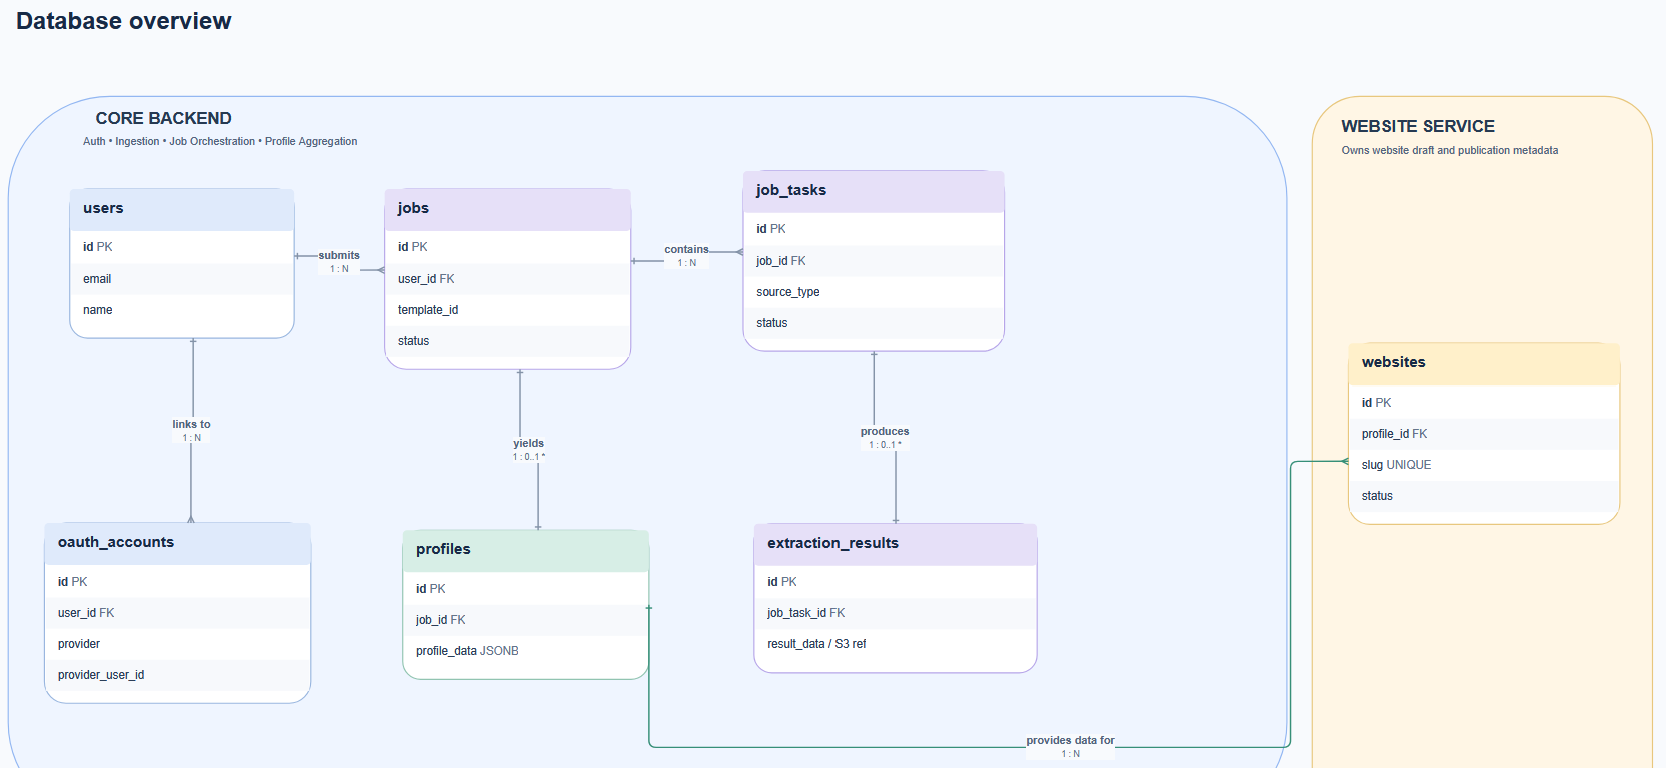 Database overview
CORE BACKEND
Auth • Ingestion • Job Orchestration • Profile Aggregation
users
id PK
email
name
submits
1 : N
jobs
id PK
user_id FK
template_id
status
contains
1 : N
job_tasks
id PK
job_id FK
source_type
status
links to
1 : N
yields
1 : 0..1 *
produces
1 : 0..1 *
oauth_accounts
id PK
user_id FK
provider
provider_user_id
profiles
id PK
job_id FK
profile_data JSONB
extraction_results
id PK
job_task_id FK
result_data / S3 ref
provides data for
1 : N
WEBSITE SERVICE
Owns website draft and publication metadata
websites
id PK
profile_id FK
slug UNIQUE
status